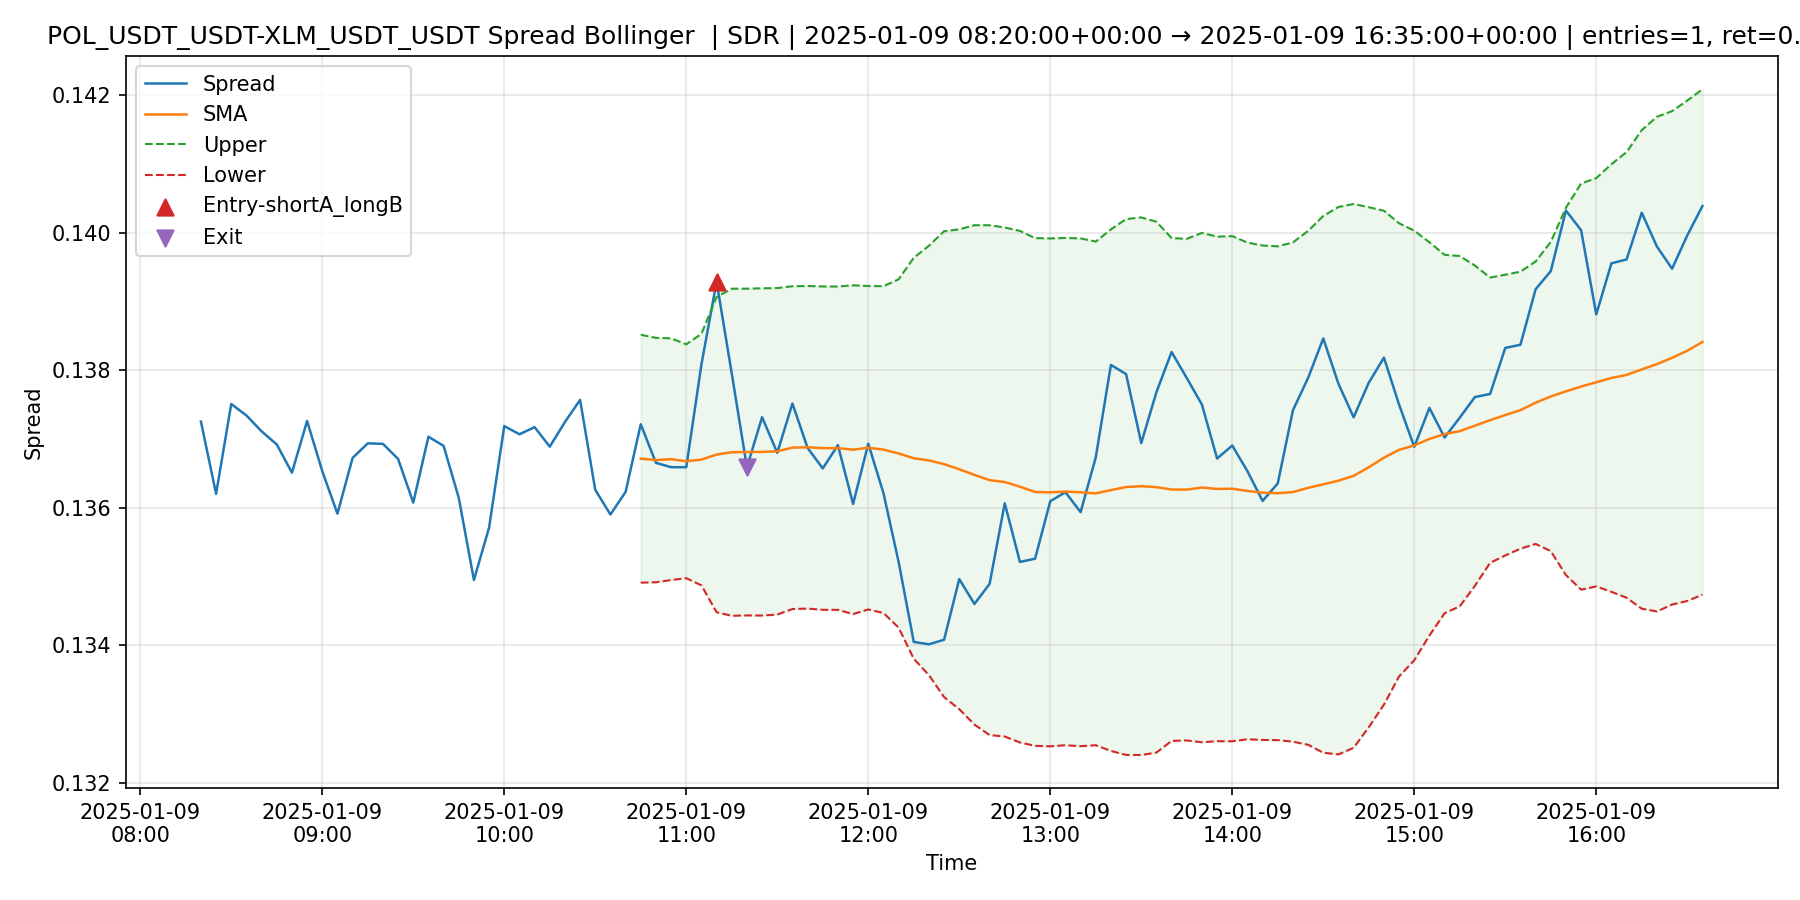 POL_USDT_USDT-XLM_USDT_USDT Spread Bollinger | SDR | 2025-01-09 08:20:00+00:00 → 2025-01-09 16:35:00+00:00 | entries=1, ret=0.
Spread
SMA
Upper
Lower
Entry-shortA_longB
Exit
0.142
0.140
0.138
0.136
0.134
0.132
Spread
2025-01-09 2025-01-09 2025-01-09 2025-01-09 2025-01-09 2025-01-09 2025-01-09 2025-01-09 2025-01-09
08:00 09:00 10:00 11:00 12:00 13:00 14:00 15:00 16:00
Time